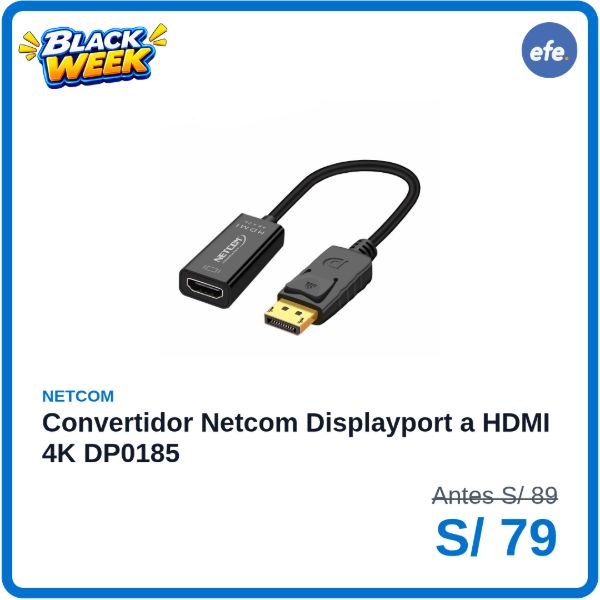 BLACK
WEEK
efe.
HDMI
NETCOM
NETCOM
Convertidor Netcom Displayport a HDMI
4K DP0185
Antes S/ 89
S/ 79